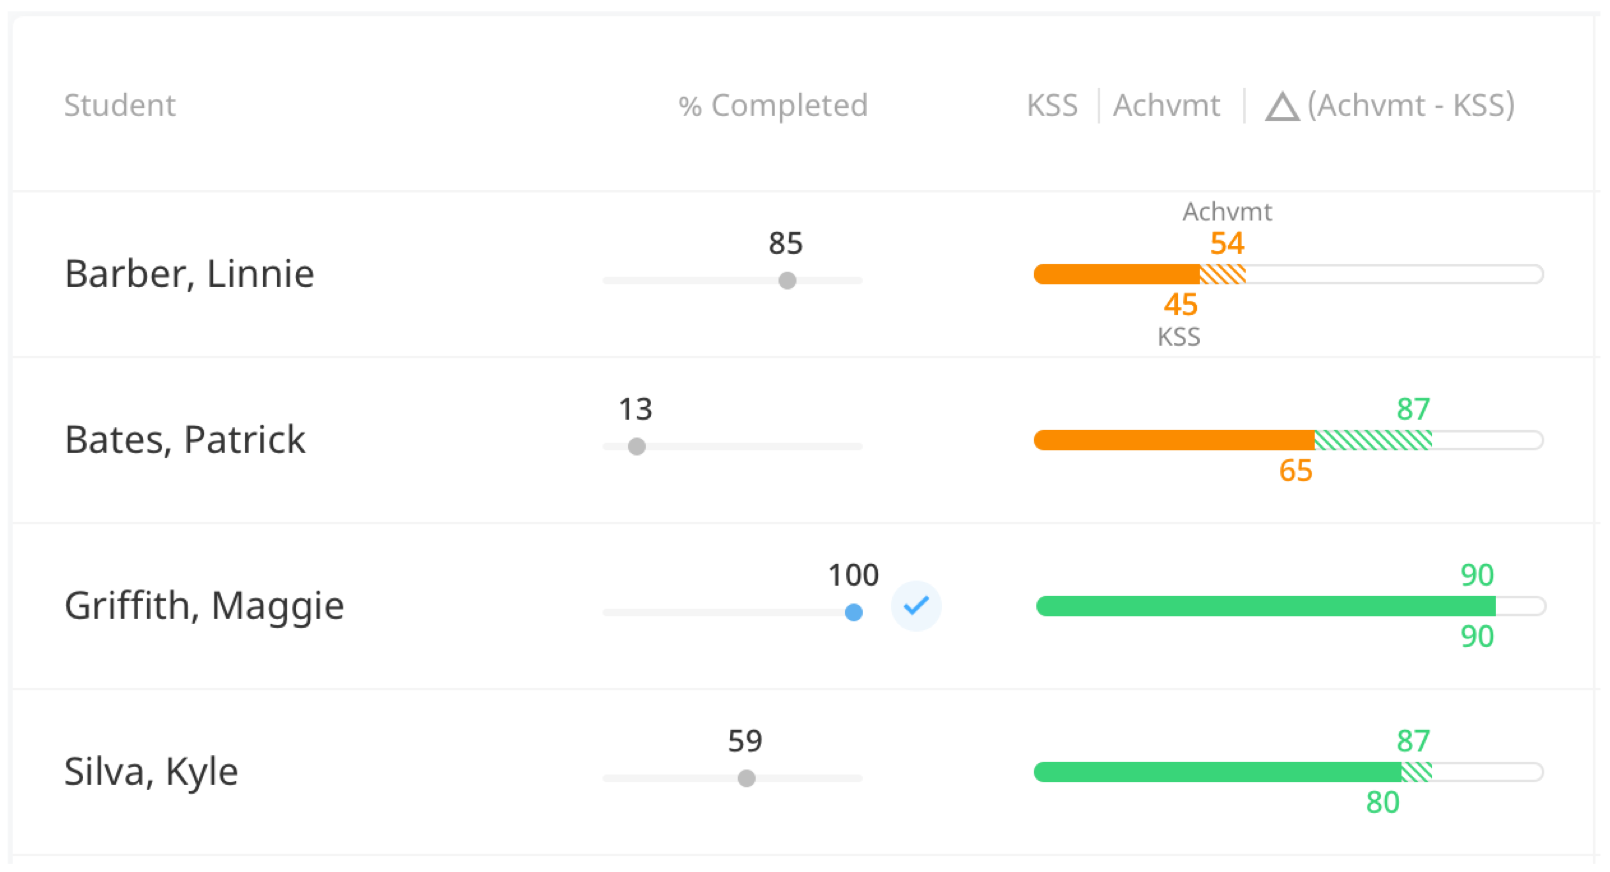 Student % Completed KSS Achvmt △ (Achvmt - KSS)
Achvmt
85 54
Barber, Linnie
45
KSS
13 87
Bates, Patrick
65
100 90
Griffith, Maggie
90
59 87
Silva, Kyle
80